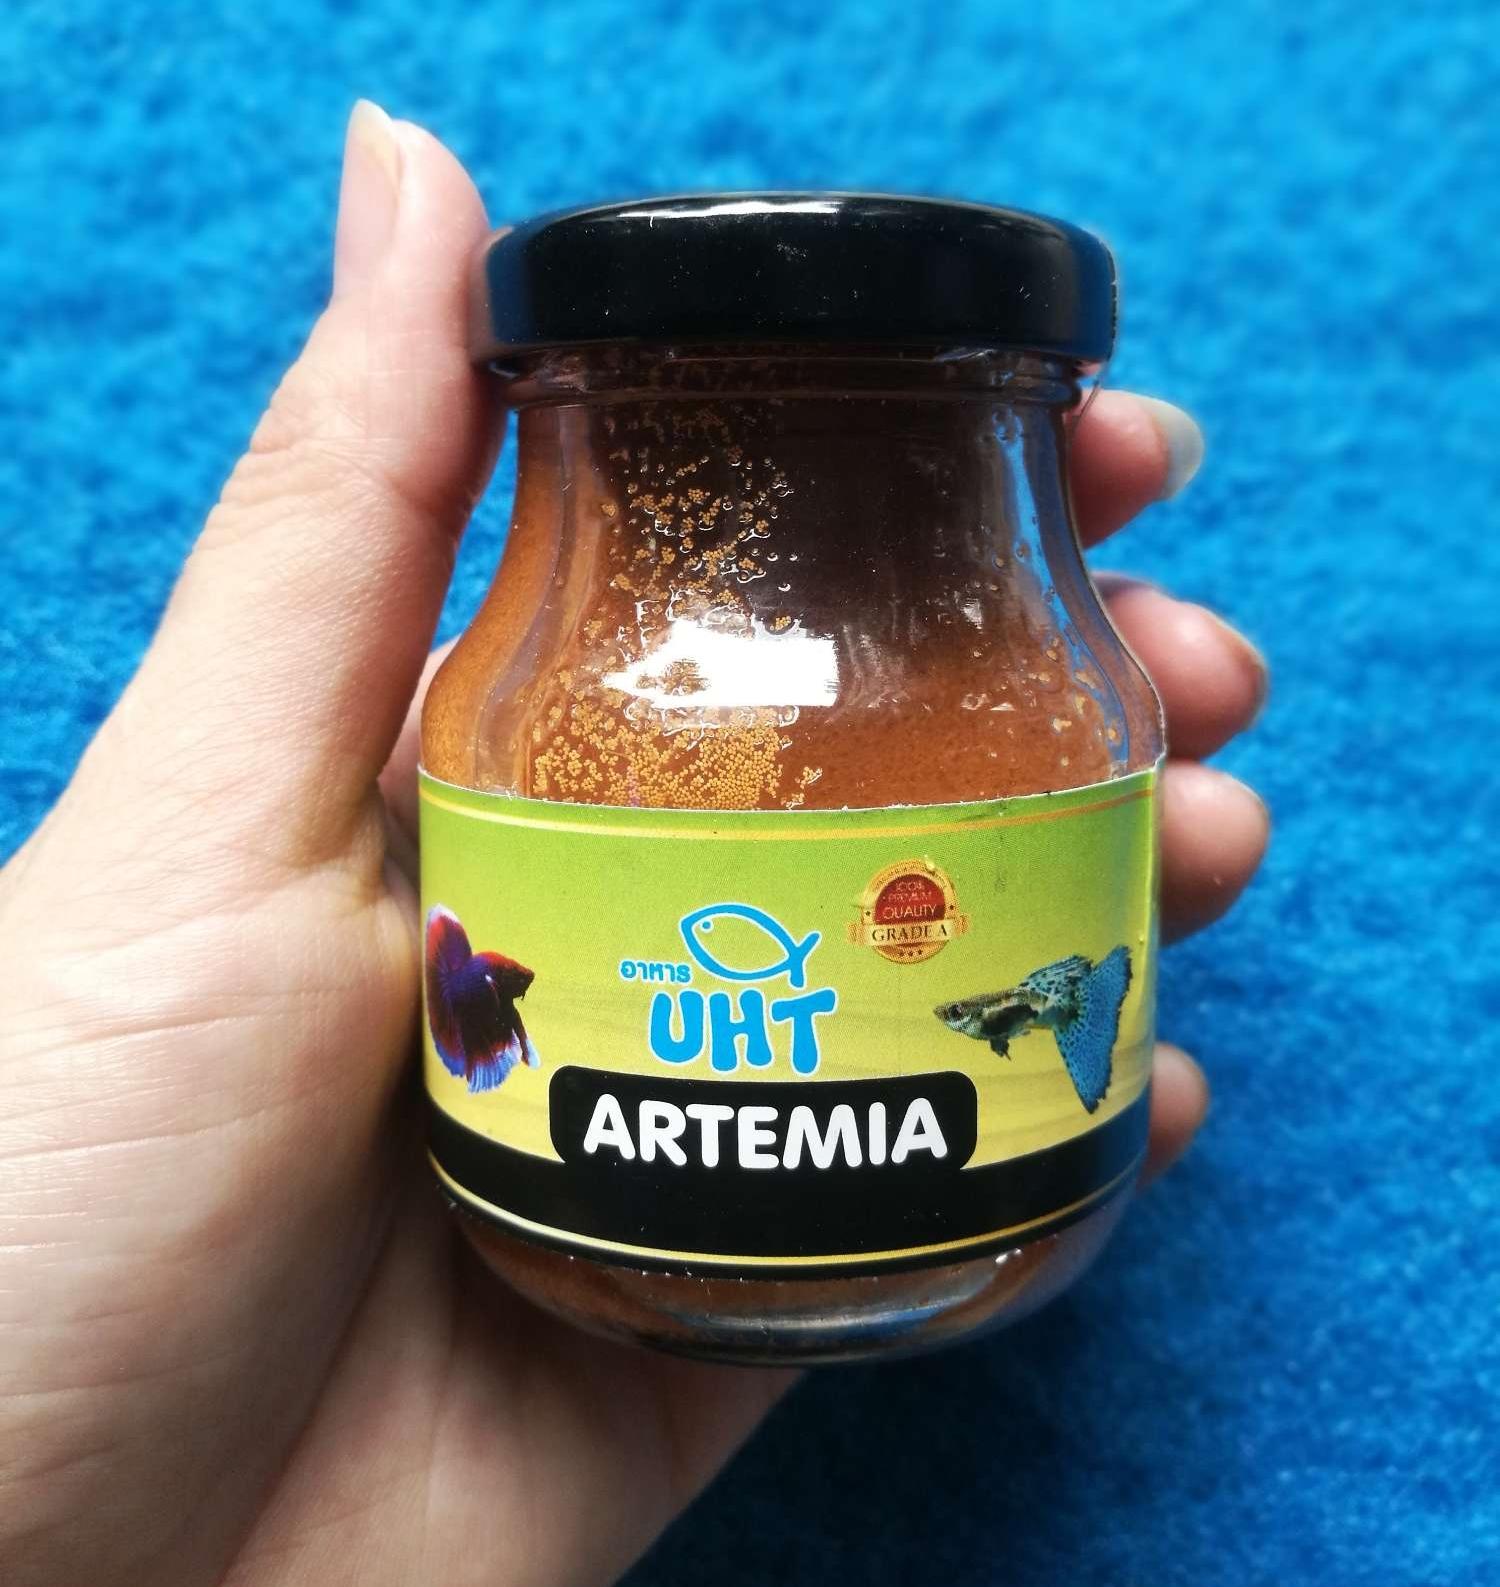 100%
PREMIUM
QUALITY
GRADE A
อาหาร
UHT
ARTEMIA